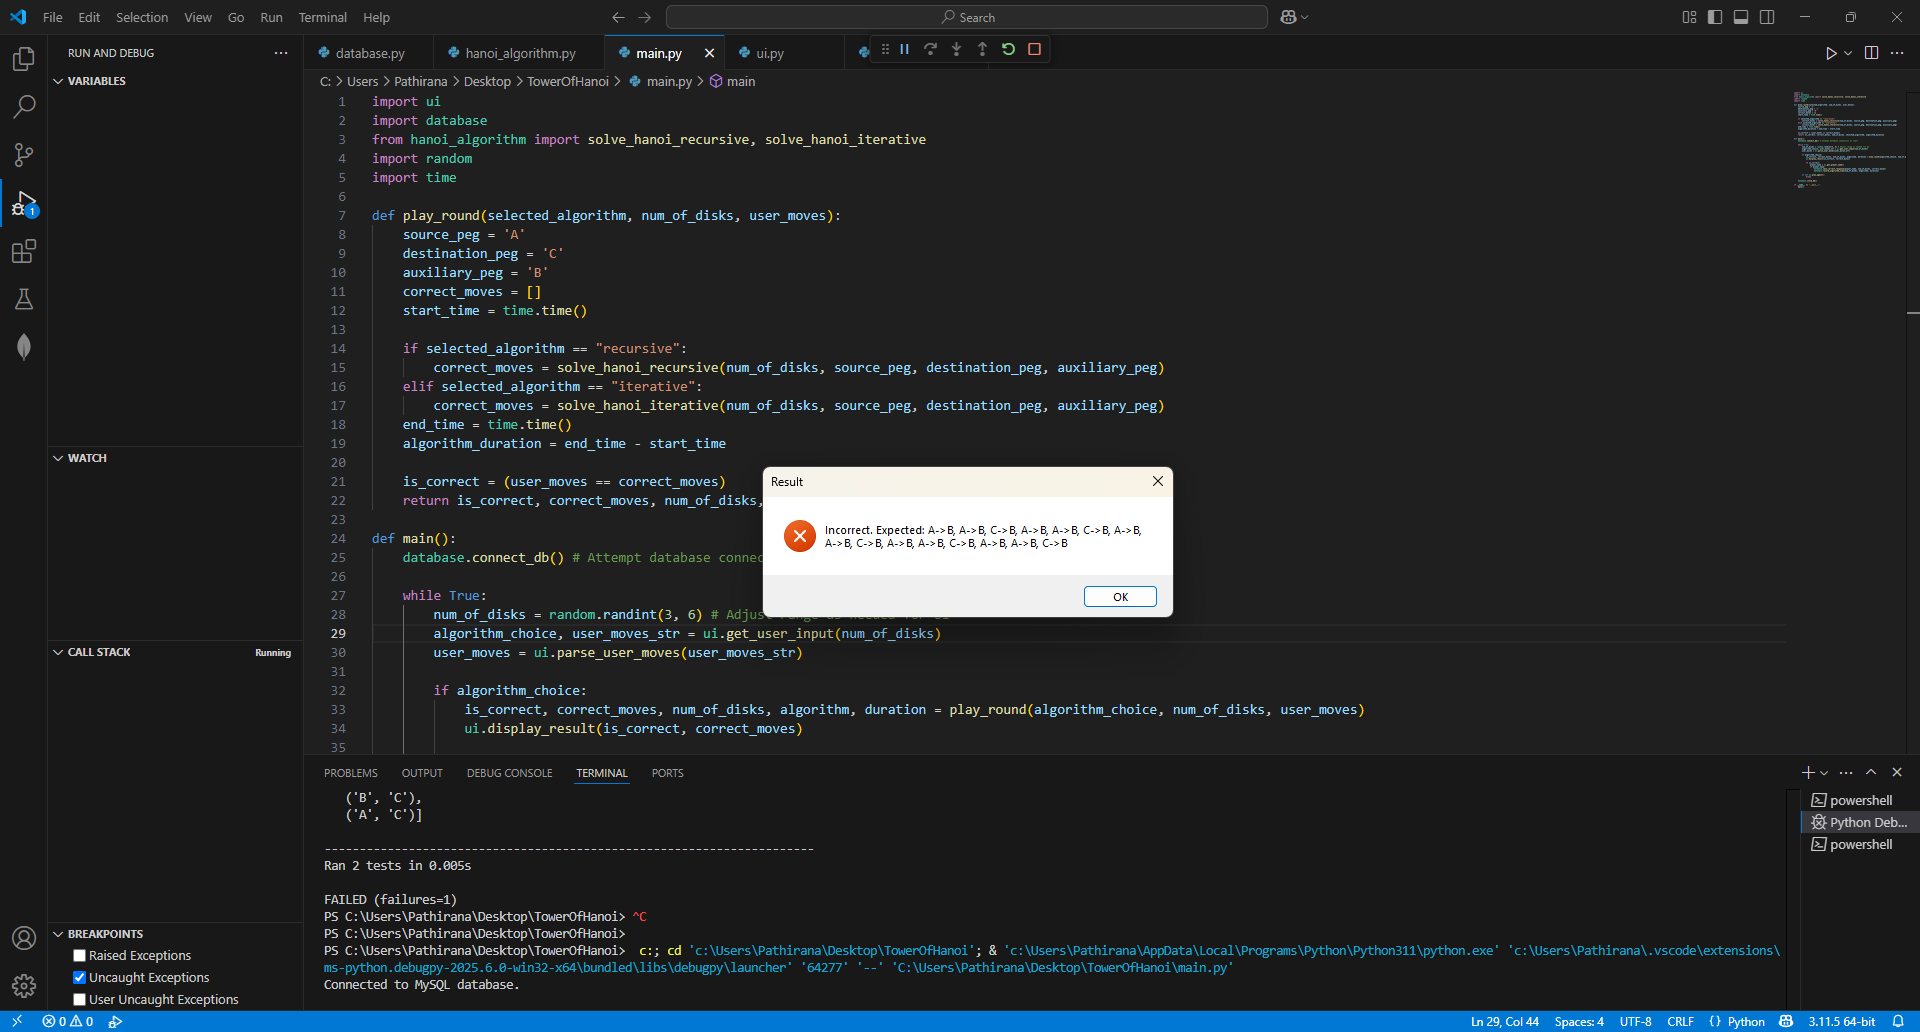 File Edit Selection View Go Run Terminal Help
Search
RUN AND DEBUG
database.py hanoi_algorithm.py main.py ui.py
VARIABLES
C: > Users > Pathirana > Desktop > TowerOfHanoi > main.py > main
1 import ui
2 import database
3 from hanoi_algorithm import solve_hanoi_recursive, solve_hanoi_iterative
4 import random
5 import time
6
7 def play_round(selected_algorithm, num_of_disks, user_moves):
8 source_peg = 'A'
9 destination_peg = 'C'
10 auxiliary_peg = 'B'
11 correct_moves = []
12 start_time = time.time()
13
14 if selected_algorithm == "recursive":
15 correct_moves = solve_hanoi_recursive(num_of_disks, source_peg, destination_peg, auxiliary_peg)
16 elif selected_algorithm == "iterative":
17 correct_moves = solve_hanoi_iterative(num_of_disks, source_peg, destination_peg, auxiliary_peg)
18 end_time = time.time()
19 algorithm_duration = end_time - start_time
20
21 is_correct = (user_moves == correct_moves)
22 return is_correct, correct_moves, num_of_disks,
23
24 def main():
25 database.connect_db() # Attempt database connec
26
27 while True:
28 num_of_disks = random.randint(3, 6) # Adjust
29 algorithm_choice, user_moves_str = ui.get_user_input(num_of_disks)
30 user_moves = ui.parse_user_moves(user_moves_str)
31
32 if algorithm_choice:
33 is_correct, correct_moves, num_of_disks, algorithm, duration = play_round(algorithm_choice, num_of_disks, user_moves)
34 ui.display_result(is_correct, correct_moves)
35
Result
Incorrect. Expected: A->B, A->B, C->B, A->B, A->B, C->B, A->B,
A->B, C->B, A->B, A->B, C->B, A->B, A->B, C->B
OK
WATCH
CALL STACK Running
BREAKPOINTS
Raised Exceptions
Uncaught Exceptions
User Uncaught Exceptions
1
PROBLEMS OUTPUT DEBUG CONSOLE TERMINAL PORTS
('B', 'C'),
('A', 'C')]
----------------------------------------------------------------------
Ran 2 tests in 0.005s
FAILED (failures=1)
PS C:\Users\Pathirana\Desktop\TowerOfHanoi> ^C
PS C:\Users\Pathirana\Desktop\TowerOfHanoi>
PS C:\Users\Pathirana\Desktop\TowerOfHanoi> c:; cd 'c:\Users\Pathirana\Desktop\TowerOfHanoi'; & 'c:\Users\Pathirana\AppData\Local\Programs\Python\Python311\python.exe' 'c:\Users\Pathirana\.vscode\extensions\
ms-python.debugpy-2025.6.0-win32-x64\bundled\libs\debugpy\launcher' '64277' '--' 'C:\Users\Pathirana\Desktop\TowerOfHanoi\main.py'
Connected to MySQL database.
powershell
Python Deb...
powershell
0 0 Ln 29, Col 44 Spaces: 4 UTF-8 CRLF {} Python 3.11.5 64-bit